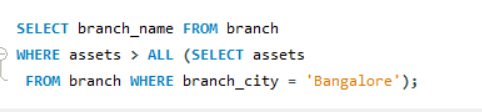 SELECT branch_name FROM branch
WHERE assets > ALL (SELECT assets
FROM branch WHERE branch_city = 'Bangalore');